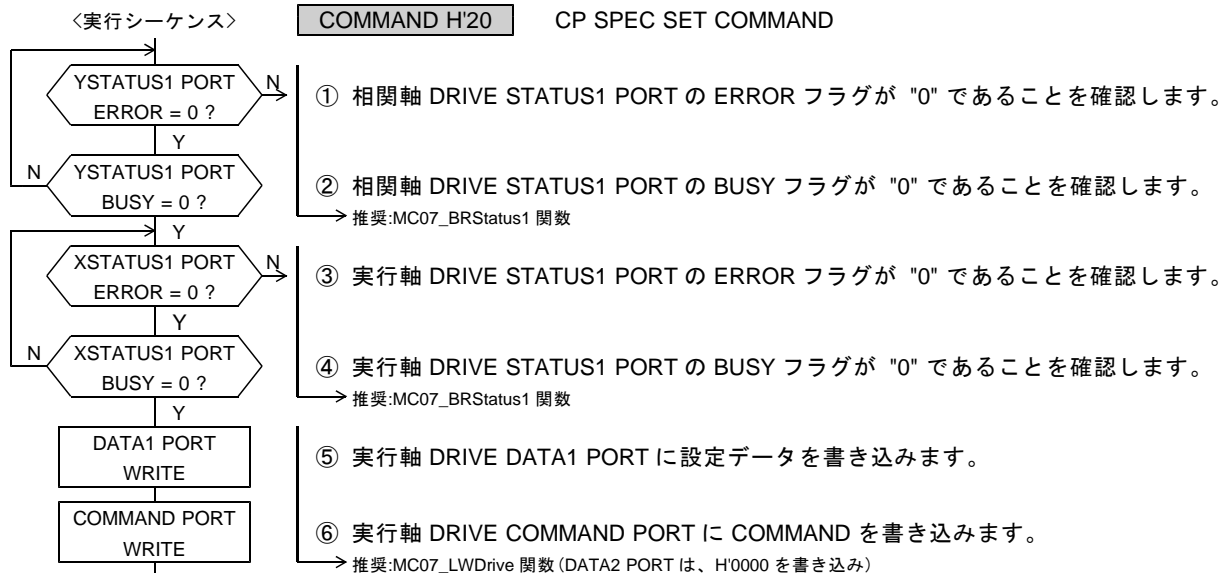 〈実行シーケンス〉 COMMAND H'20 CP SPEC SET COMMAND
YSTATUS1 PORT
ERROR = 0 ?
N
① 相関軸 DRIVE STATUS1 PORT の ERROR フラグが "0" であることを確認します。
Y
N
YSTATUS1 PORT
BUSY = 0 ?
② 相関軸 DRIVE STATUS1 PORT の BUSY フラグが "0" であることを確認します。
推奨:MC07_BRStatus1 関数
Y
XSTATUS1 PORT
ERROR = 0 ?
N
③ 実行軸 DRIVE STATUS1 PORT の ERROR フラグが "0" であることを確認します。
Y
N
XSTATUS1 PORT
BUSY = 0 ?
④ 実行軸 DRIVE STATUS1 PORT の BUSY フラグが "0" であることを確認します。
推奨:MC07_BRStatus1 関数
Y
DATA1 PORT
WRITE
⑤ 実行軸 DRIVE DATA1 PORT に設定データを書き込みます。
COMMAND PORT
WRITE
⑥ 実行軸 DRIVE COMMAND PORT に COMMAND を書き込みます。
推奨:MC07_LWDrive 関数(DATA2 PORT は、H'0000 を書き込み)